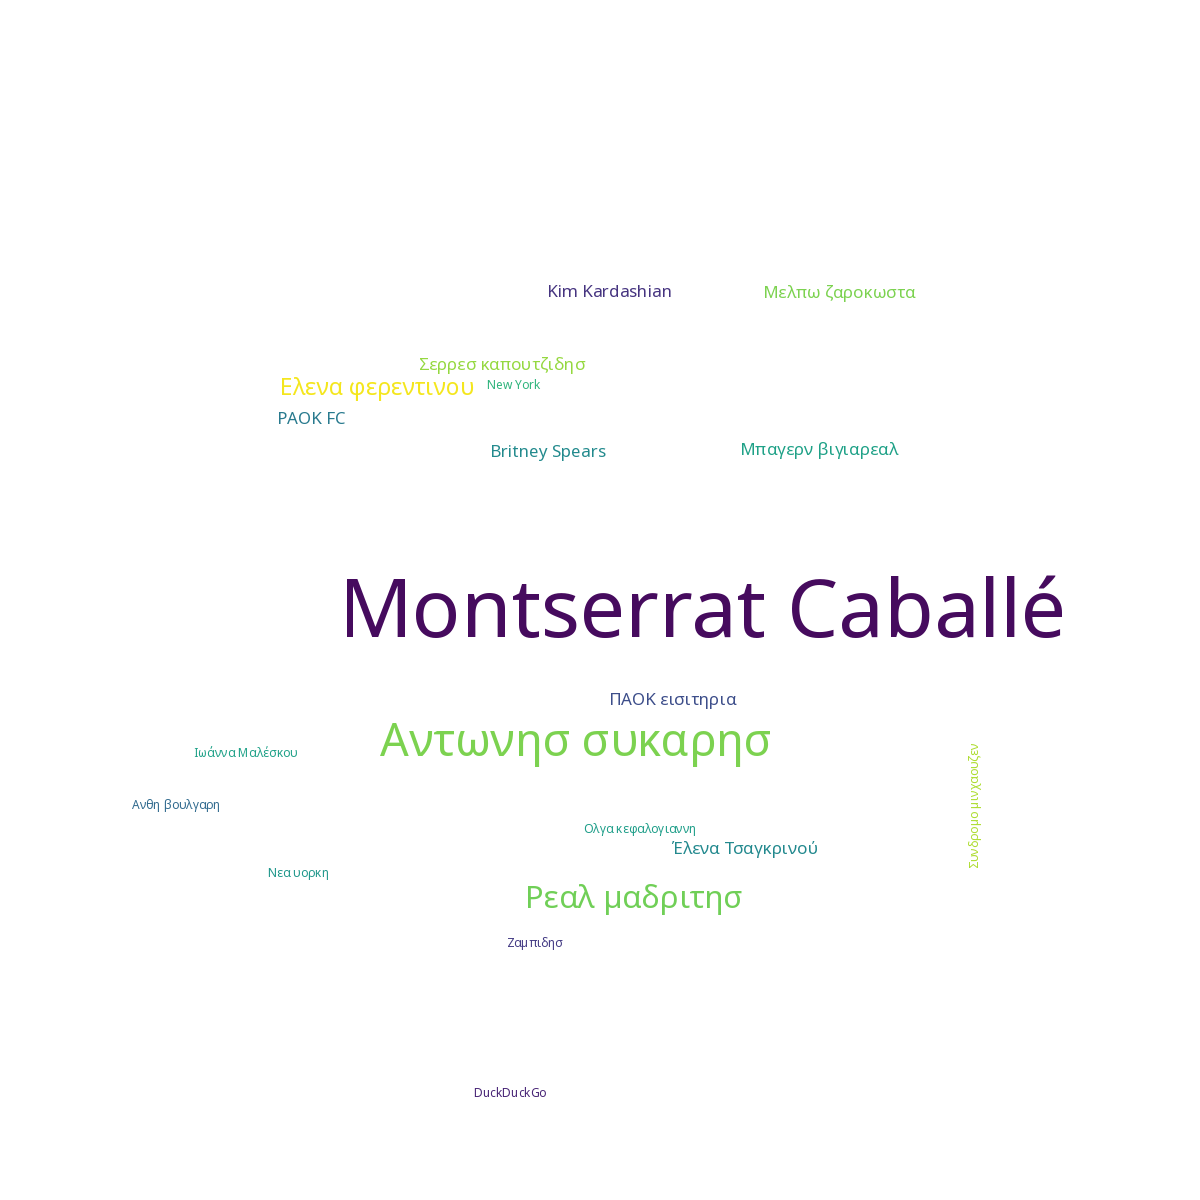 Kim Kardashian
Μελπω ζαροκωστα
Σερρεσ καπουτζιδησ
Ελενα φερεντινου
New York
PAOK FC
Britney Spears
Μπαγερν βιγιαρεαλ
Montserrat Caballé
ΠΑΟΚ εισιτηρια
Αντωνησ συκαρησ
Ιωάννα Μαλέσκου
Συνδρομο μινχαουζεν
Ανθη βουλγαρη
Ολγα κεφαλογιαννη
Έλενα Τσαγκρινού
Νεα υορκη
Ρεαλ μαδριτησ
Ζαμπιδησ
DuckDuckGo